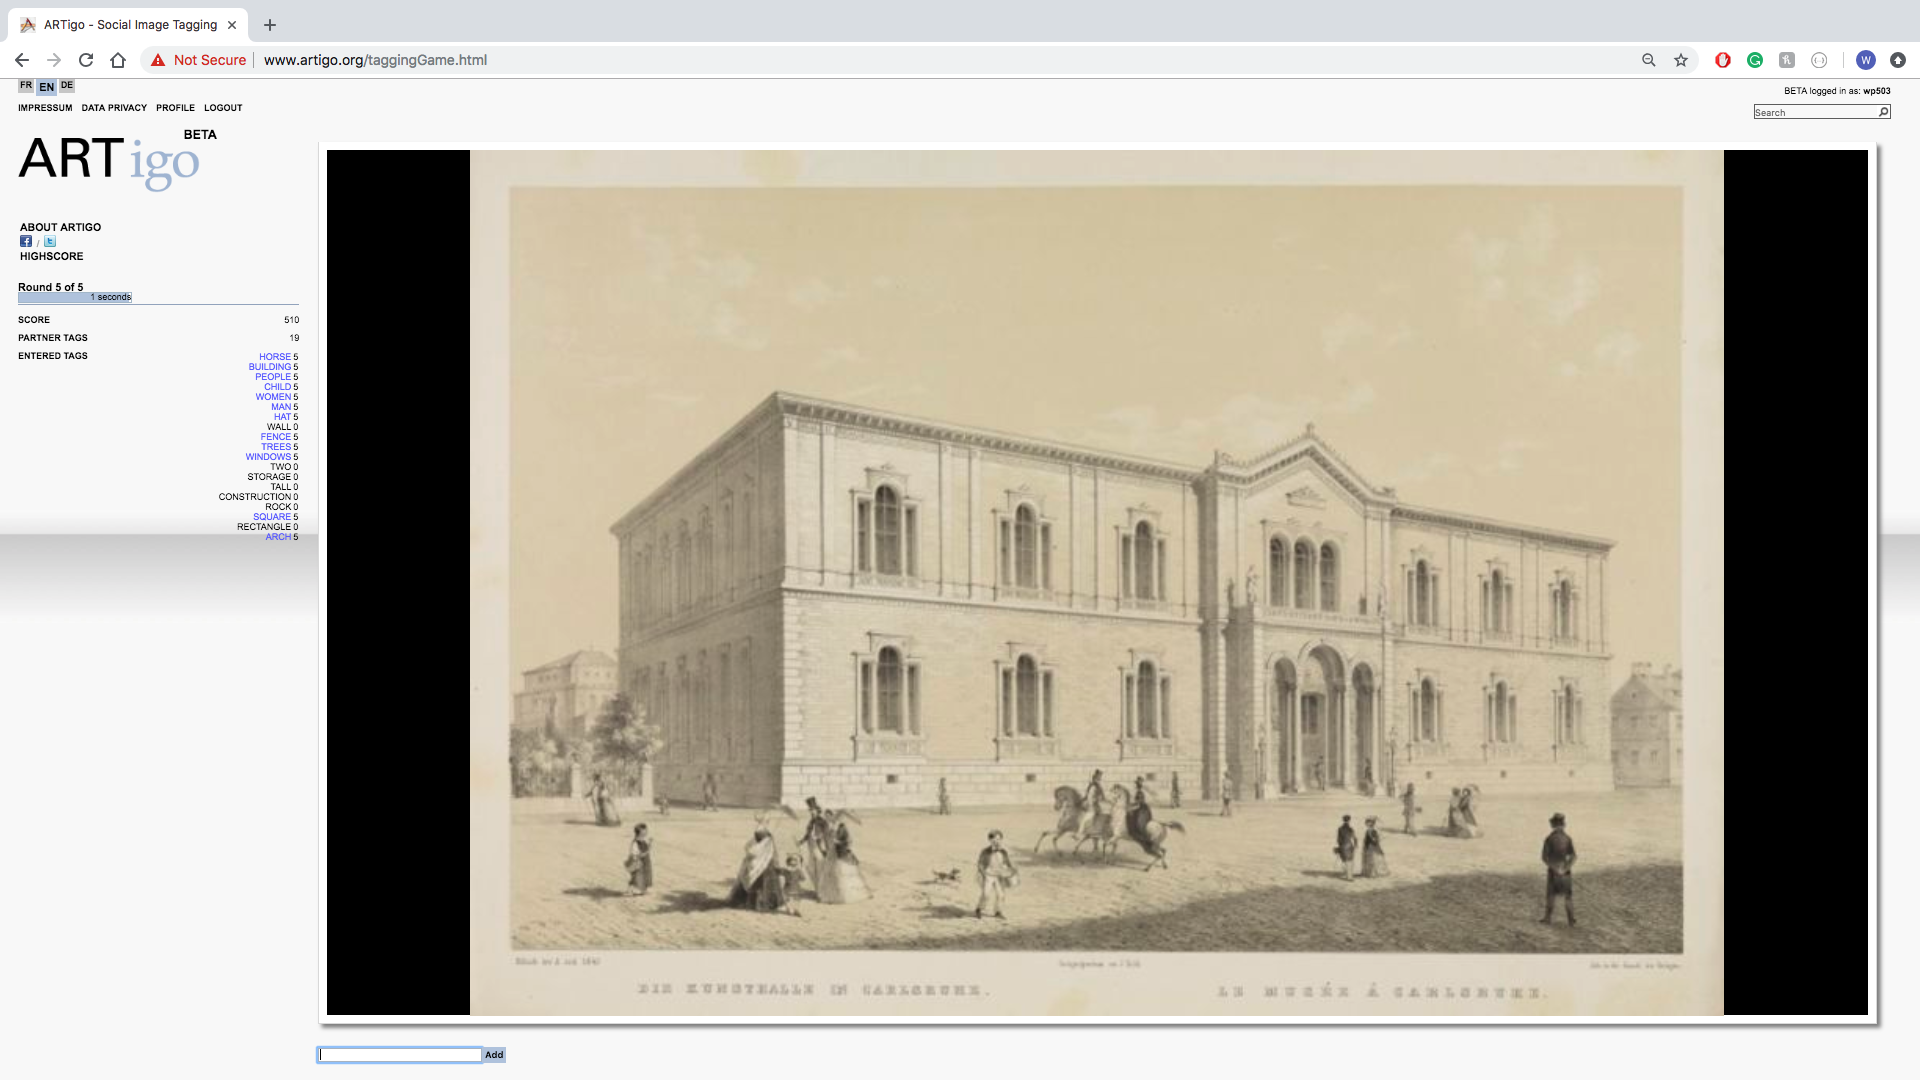 ARTigo - Social Image Tagging
Not Secure
www.artigo.org/taggingGame.html
W
FR EN DE
BETA logged in as: wp503
IMPRESSUM DATA PRIVACY PROFILE LOGOUT
Search
BETA
ARTigo
ABOUT ARTIGO
/
HIGHSCORE
Round 5 of 5
1 seconds
SCORE 510
PARTNER TAGS 19
ENTERED TAGS
HORSE 5
BUILDING 5
PEOPLE 5
CHILD 5
WOMEN 5
MAN 5
HAT 5
WALL 0
FENCE 5
TREES 5
WINDOWS 5
TWO 0
STORAGE 0
TALL 0
CONSTRUCTION 0
ROCK 0
SQUARE 5
RECTANGLE 0
ARCH 5
DIE KUNSTHALLE IN CARLSRUHE. LE MUSÉE Á CARLSRUHE.
Add